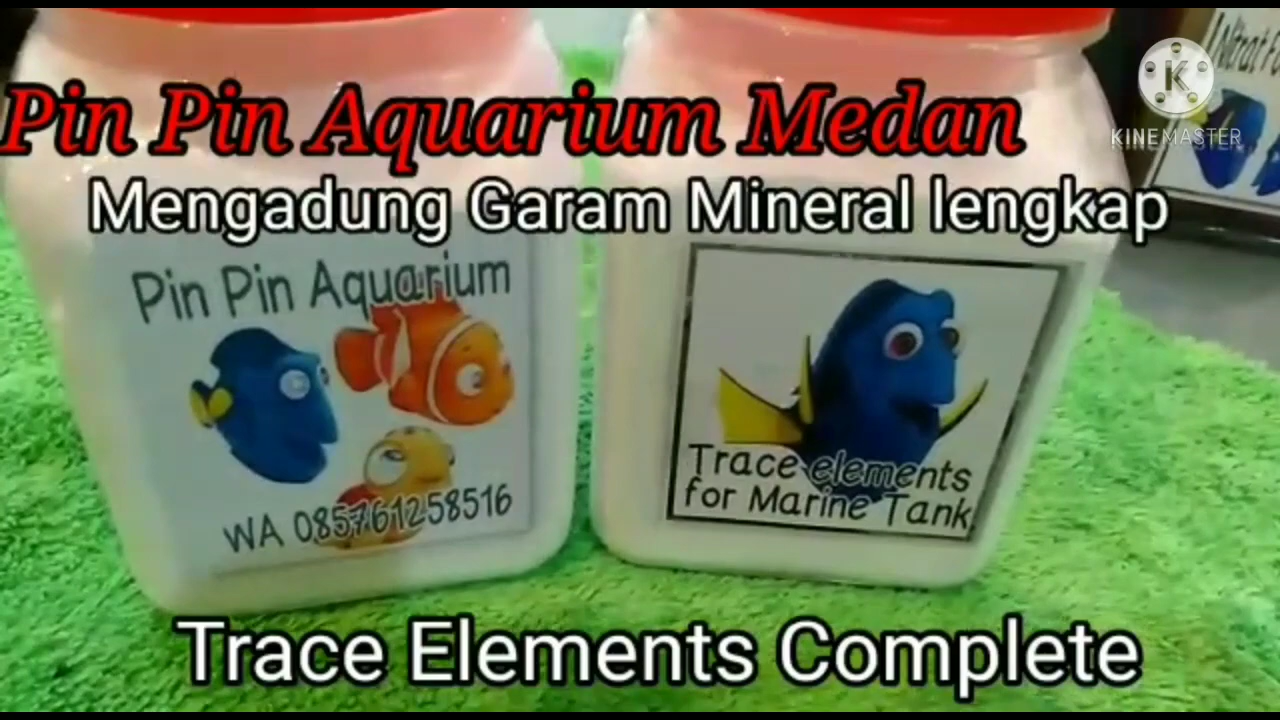 Pin Pin Aquarium Medan
Mengadung Garam Mineral lengkap
K
KINEMASTER
Nitrat
Pin Pin Aquarium
WA 085761258516
Trace elements
for Marine Tank
Trace Elements Complete